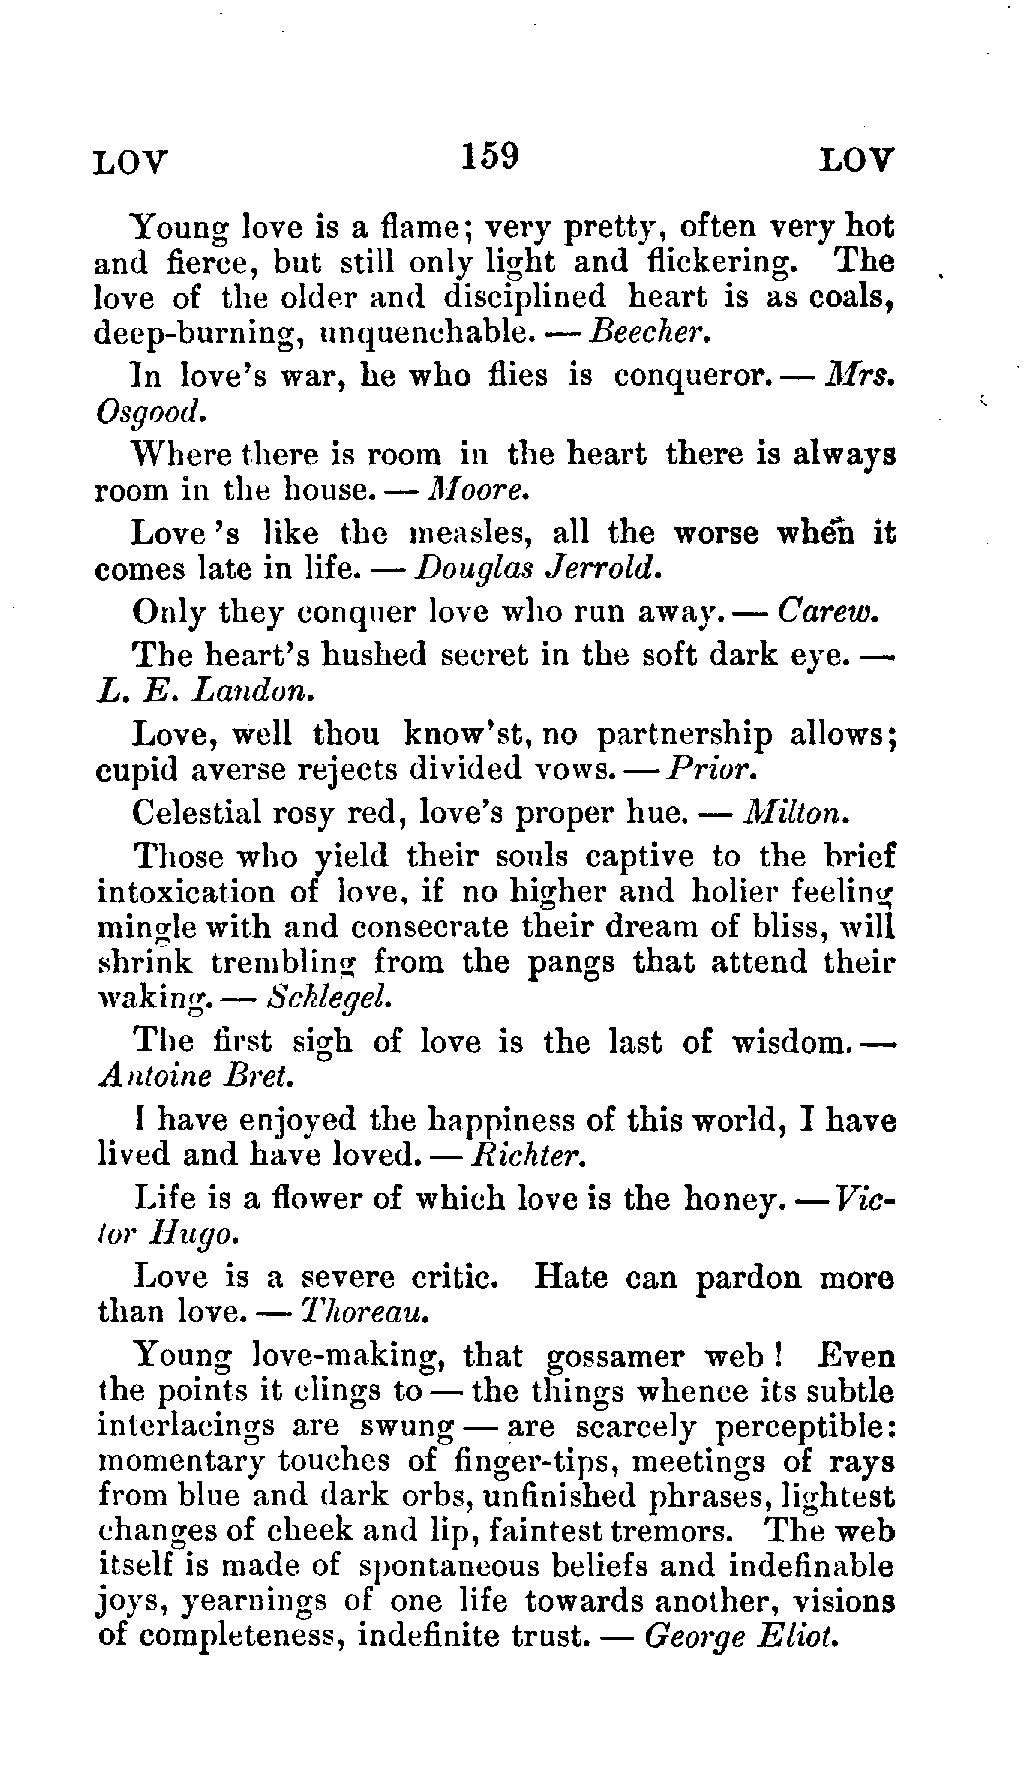 LOV 159 LOV
Young love is a flame; very pretty, often very hot
and fierce, but still only light and flickering. The
love of the older and disciplined heart is as coals,
deep-burning, unquenchable. — Beecher.
In love's war, he who flies is conqueror. — Mrs.
Osgood.
Where there is room in the heart there is always
room in the house. — Moore.
Love 's like the measles, all the worse when it
comes late in life. — Douglas Jerrold.
Only they conquer love who run away. — Carew.
The heart's hushed secret in the soft dark eye. —
L. E. Landon.
Love, well thou know'st, no partnership allows;
cupid averse rejects divided vows. — Prior.
Celestial rosy red, love's proper hue. — Milton.
Those who yield their souls captive to the brief
intoxication of love, if no higher and holier feeling
mingle with and consecrate their dream of bliss, will
shrink trembling from the pangs that attend their
waking. — Schlegel.
The first sigh of love is the last of wisdom. —
Antoine Bret.
I have enjoyed the happiness of this world, I have
lived and have loved. — Richter.
Life is a flower of which love is the honey. — Vic-
tor Hugo.
Love is a severe critic. Hate can pardon more
than love. — Thoreau.
Young love-making, that gossamer web ! Even
the points it clings to — the things whence its subtle
interlacings are swung — are scarcely perceptible:
momentary touches of finger-tips, meetings of rays
from blue and dark orbs, unfinished phrases, lightest
changes of cheek and lip, faintest tremors. The web
itself is made of spontaneous beliefs and indefinable
joys, yearnings of one life towards another, visions
of completeness, indefinite trust. — George Eliot.